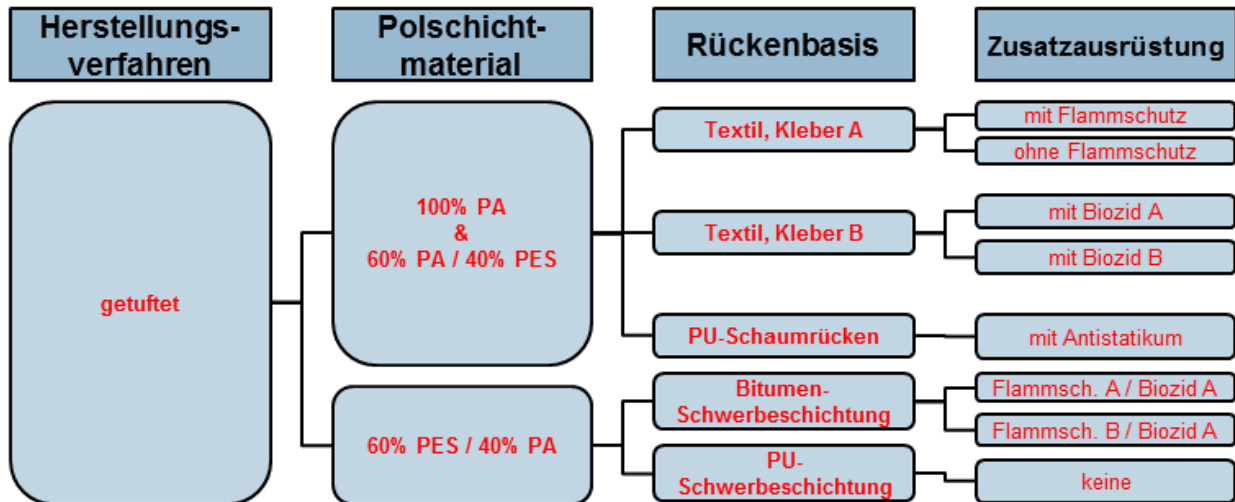 Herstellungs-
verfahren
Polschicht-
material
Rückenbasis
Zusatzausrüstung
getuftet
100% PA
&
60% PA / 40% PES
60% PES / 40% PA
Textil, Kleber A
Textil, Kleber B
PU-Schaumrücken
Bitumen-
Schwerbeschichtung
PU-
Schwerbeschichtung
mit Flammschutz
ohne Flammschutz
mit Biozid A
mit Biozid B
mit Antistatikum
Flammsch. A / Biozid A
Flammsch. B / Biozid A
keine